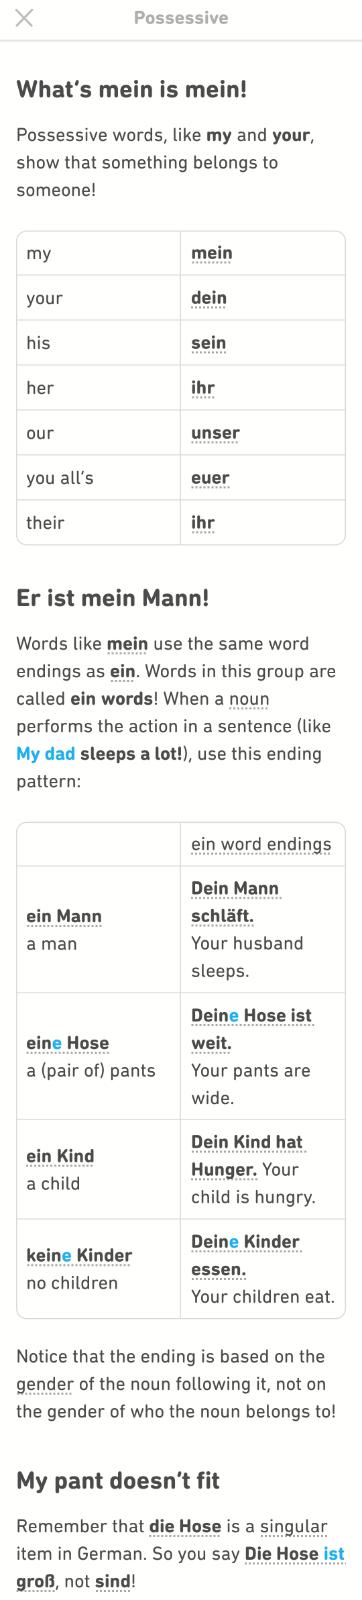 Possessive
What's mein is mein!
Possessive words, like my and your,
show that something belongs to
someone!
my mein
your dein
his sein
her ihr
our unser
you all's euer
their ihr
Er ist mein Mann!
Words like mein use the same word
endings as ein. Words in this group are
called ein words! When a noun
performs the action in a sentence (like
My dad sleeps a lot!), use this ending
pattern:
ein word endings
ein Mann
a man
Dein Mann
schläft.
Your husband
sleeps.
eine Hose
a (pair of) pants
Deine Hose ist
weit.
Your pants are
wide.
ein Kind
a child
Dein Kind hat
Hunger. Your
child is hungry.
keine Kinder
no children
Deine Kinder
essen.
Your children eat.
Notice that the ending is based on the
gender of the noun following it, not on
the gender of who the noun belongs to!
My pant doesn't fit
Remember that die Hose is a singular
item in German. So you say Die Hose ist
groß, not sind!